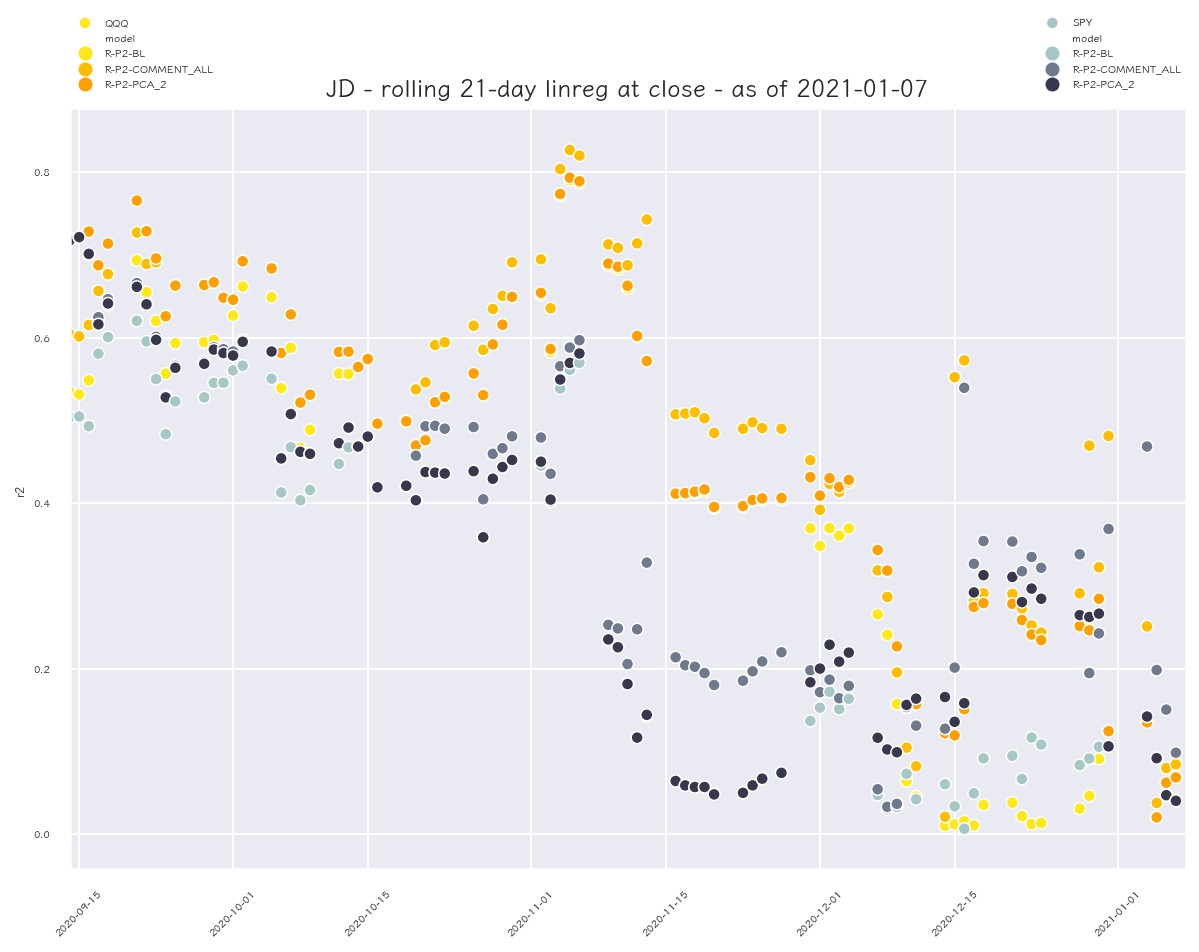 QQQ
model
R-P2-BL
R-P2-COMMENT_ALL
R-P2-PCA_2
SPY
model
R-P2-BL
R-P2-COMMENT_ALL
R-P2-PCA_2
JD - rolling 21-day linreg at close - as of 2021-01-07
r2
0.8
0.6
0.4
0.2
0.0
2020-09-15
2020-10-01
2020-10-15
2020-11-01
2020-11-15
2020-12-01
2020-12-15
2021-01-01